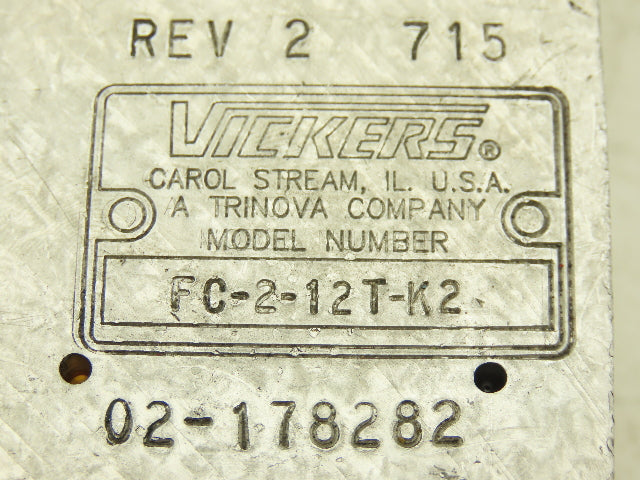 REV 2 715
VICKERS®
CAROL STREAM, IL. U.S.A.
A TRINOVA COMPANY
MODEL NUMBER
FC-2-12T-K2
02-178282